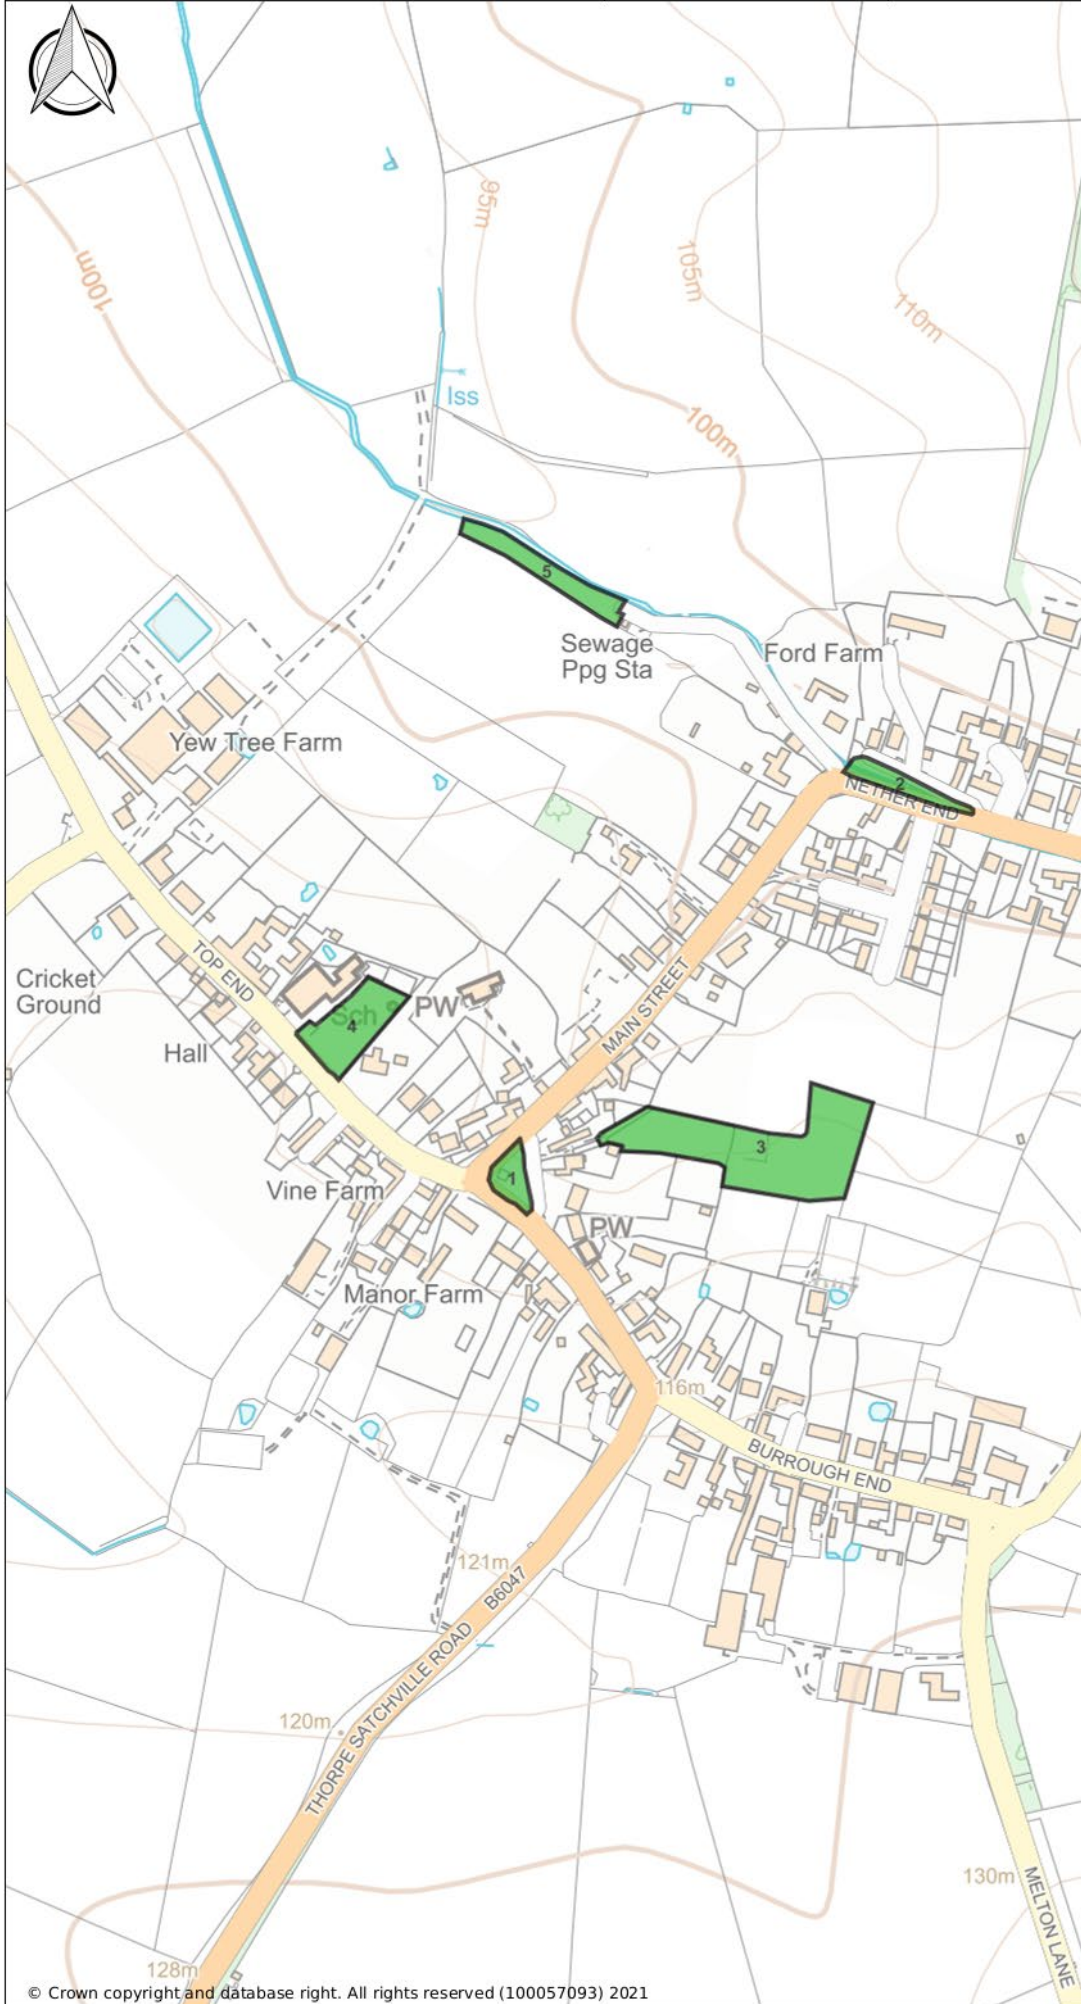 95m
100m
105m
110m
Iss
100m
5
Sewage
Ppg Sta
Ford Farm
Yew Tree Farm
2
NETHER END
TOP END
Cricket
Ground
MAIN STREET
Sch
PW
4
Hall
3
1
Vine Farm
PW
Manor Farm
116m
BURROUGH END
121m
B6047
THORPE SATCHVILLE ROAD
120m
130m
MELTON LANE
128m
© Crown copyright and database right. All rights reserved (100057093) 2021